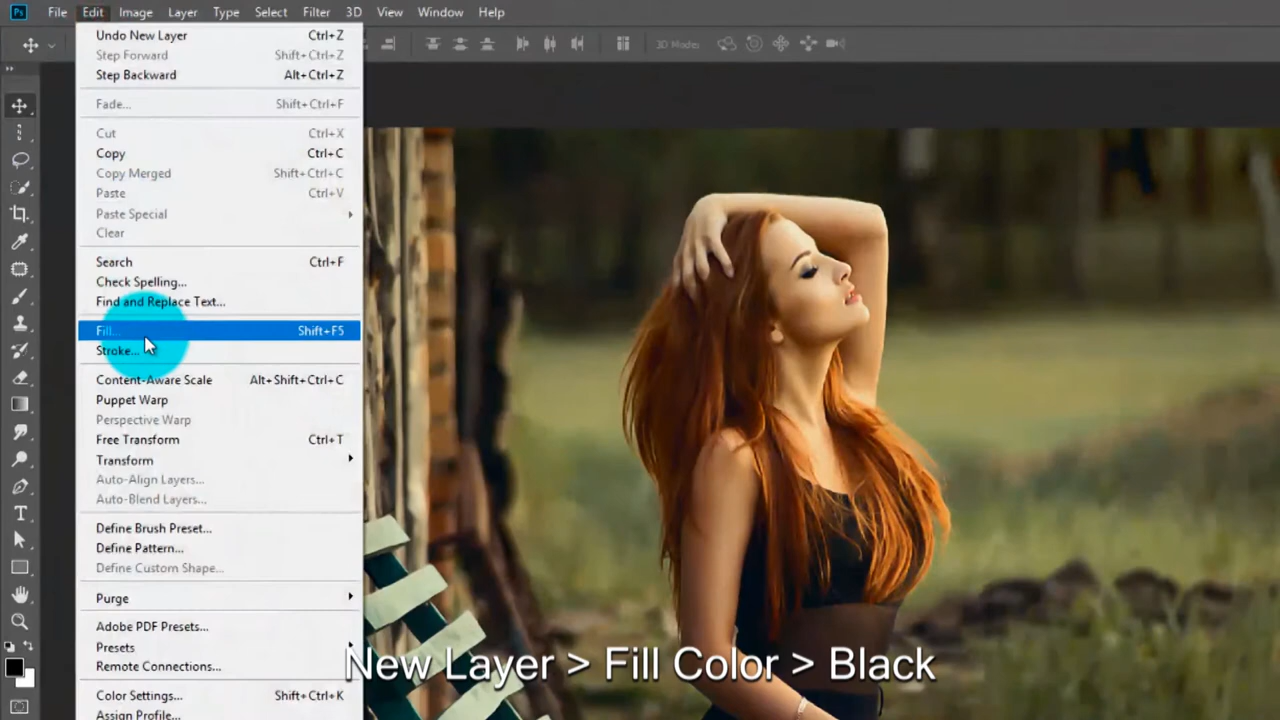 Ps File Edit Image Layer Type Select Filter 3D View Window Help
Undo New Layer Ctrl+Z
Step Forward Shift+Ctrl+Z
3D Mode:
Step Backward Alt+Ctrl+Z
Fade... Shift+Ctrl+F
Cut Ctrl+X
Copy Ctrl+C
Copy Merged Shift+Ctrl+C
Paste Ctrl+V
Paste Special
Clear
Search Ctrl+F
Check Spelling...
Find and Replace Text...
Fill... Shift+F5
Stroke...
Content-Aware Scale Alt+Shift+Ctrl+C
Puppet Warp
Perspective Warp
Free Transform Ctrl+T
Transform
Auto-Align Layers...
Auto-Blend Layers...
Define Brush Preset...
Define Pattern...
Define Custom Shape...
Purge
Adobe PDF Presets...
Presets
Remote Connections...
New Layer > Fill Color > Black
Color Settings... Shift+Ctrl+K
Assign Profile...